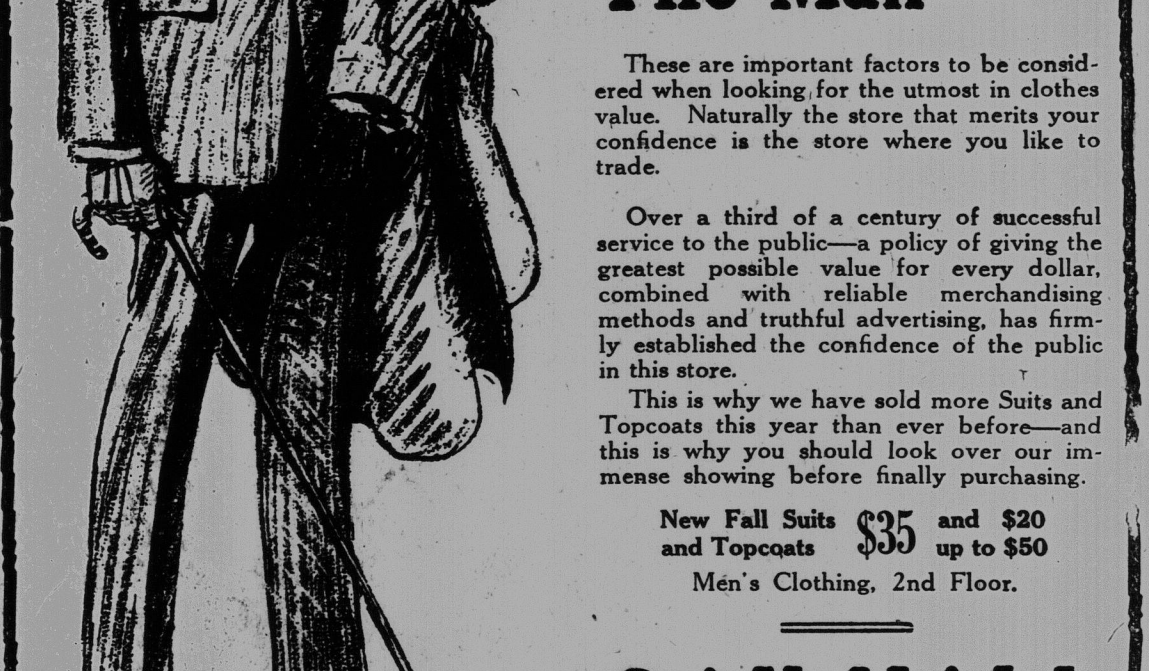 These are important factors to be consid-
ered when looking for the utmost in clothes
value. Naturally the store that merits your
confidence is the store where you like to
trade.
Over a third of a century of successful
service to the public—a policy of giving the
greatest possible value for every dollar,
combined with reliable merchandising
methods and truthful advertising, has firm-
ly established the confidence of the public
in this store.
This is why we have sold more Suits and
Topcoats this year than ever before—and
this is why you should look over our im-
mense showing before finally purchasing.
New Fall Suits $35 and $20
and Topcoats up to $50
Men's Clothing, 2nd Floor.